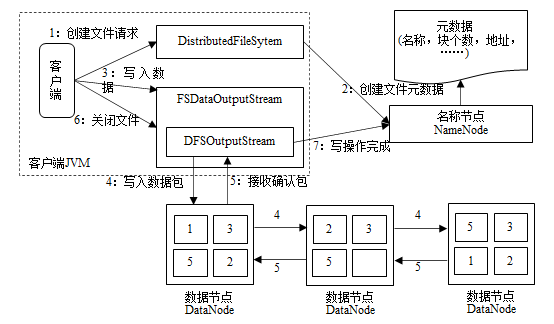 1：创建文件请求
DistributedFileSytem
元数据
(名称，块个数，地址，
……)
客户端
3：写入数据
FSDataOutputStream
2：创建文件元数据
6：关闭文件
DFSOutputStream
名称节点
NameNode
7：写操作完成
客户端JVM
4：写入数据包
5：接收确认包
1 3
5 2
4
5
2 3
5
4
5
5 3
1 2
数据节点
DataNode
数据节点
DataNode
数据节点
DataNode